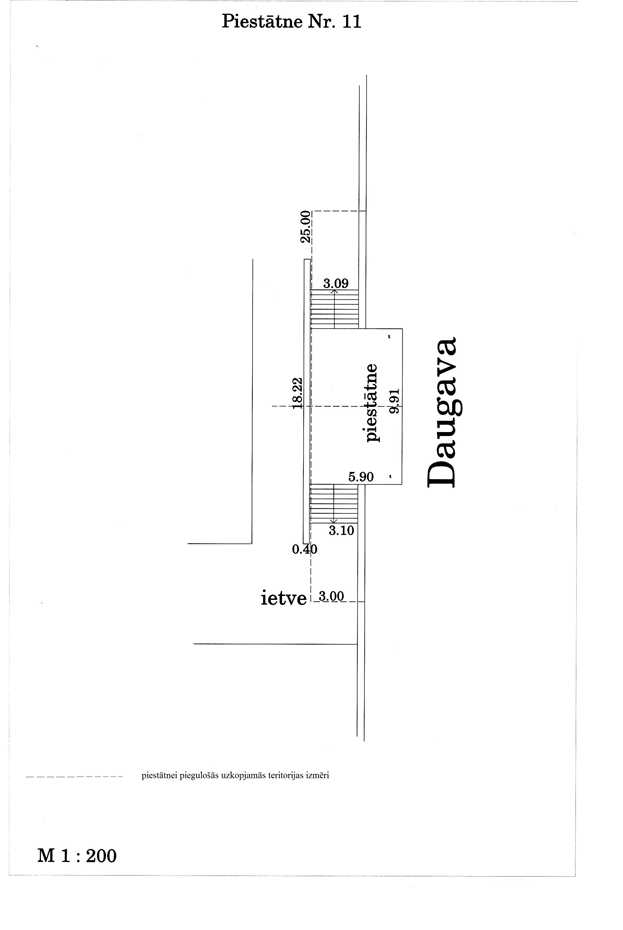 Piestātne Nr. 11
25.00
3.09
18.22
piestātne
9.91
Daugava
5.90
3.10
0.40
ietve
3.00
piestātnei piegulošās uzkopjamās teritorijas izmēri
M 1 : 200